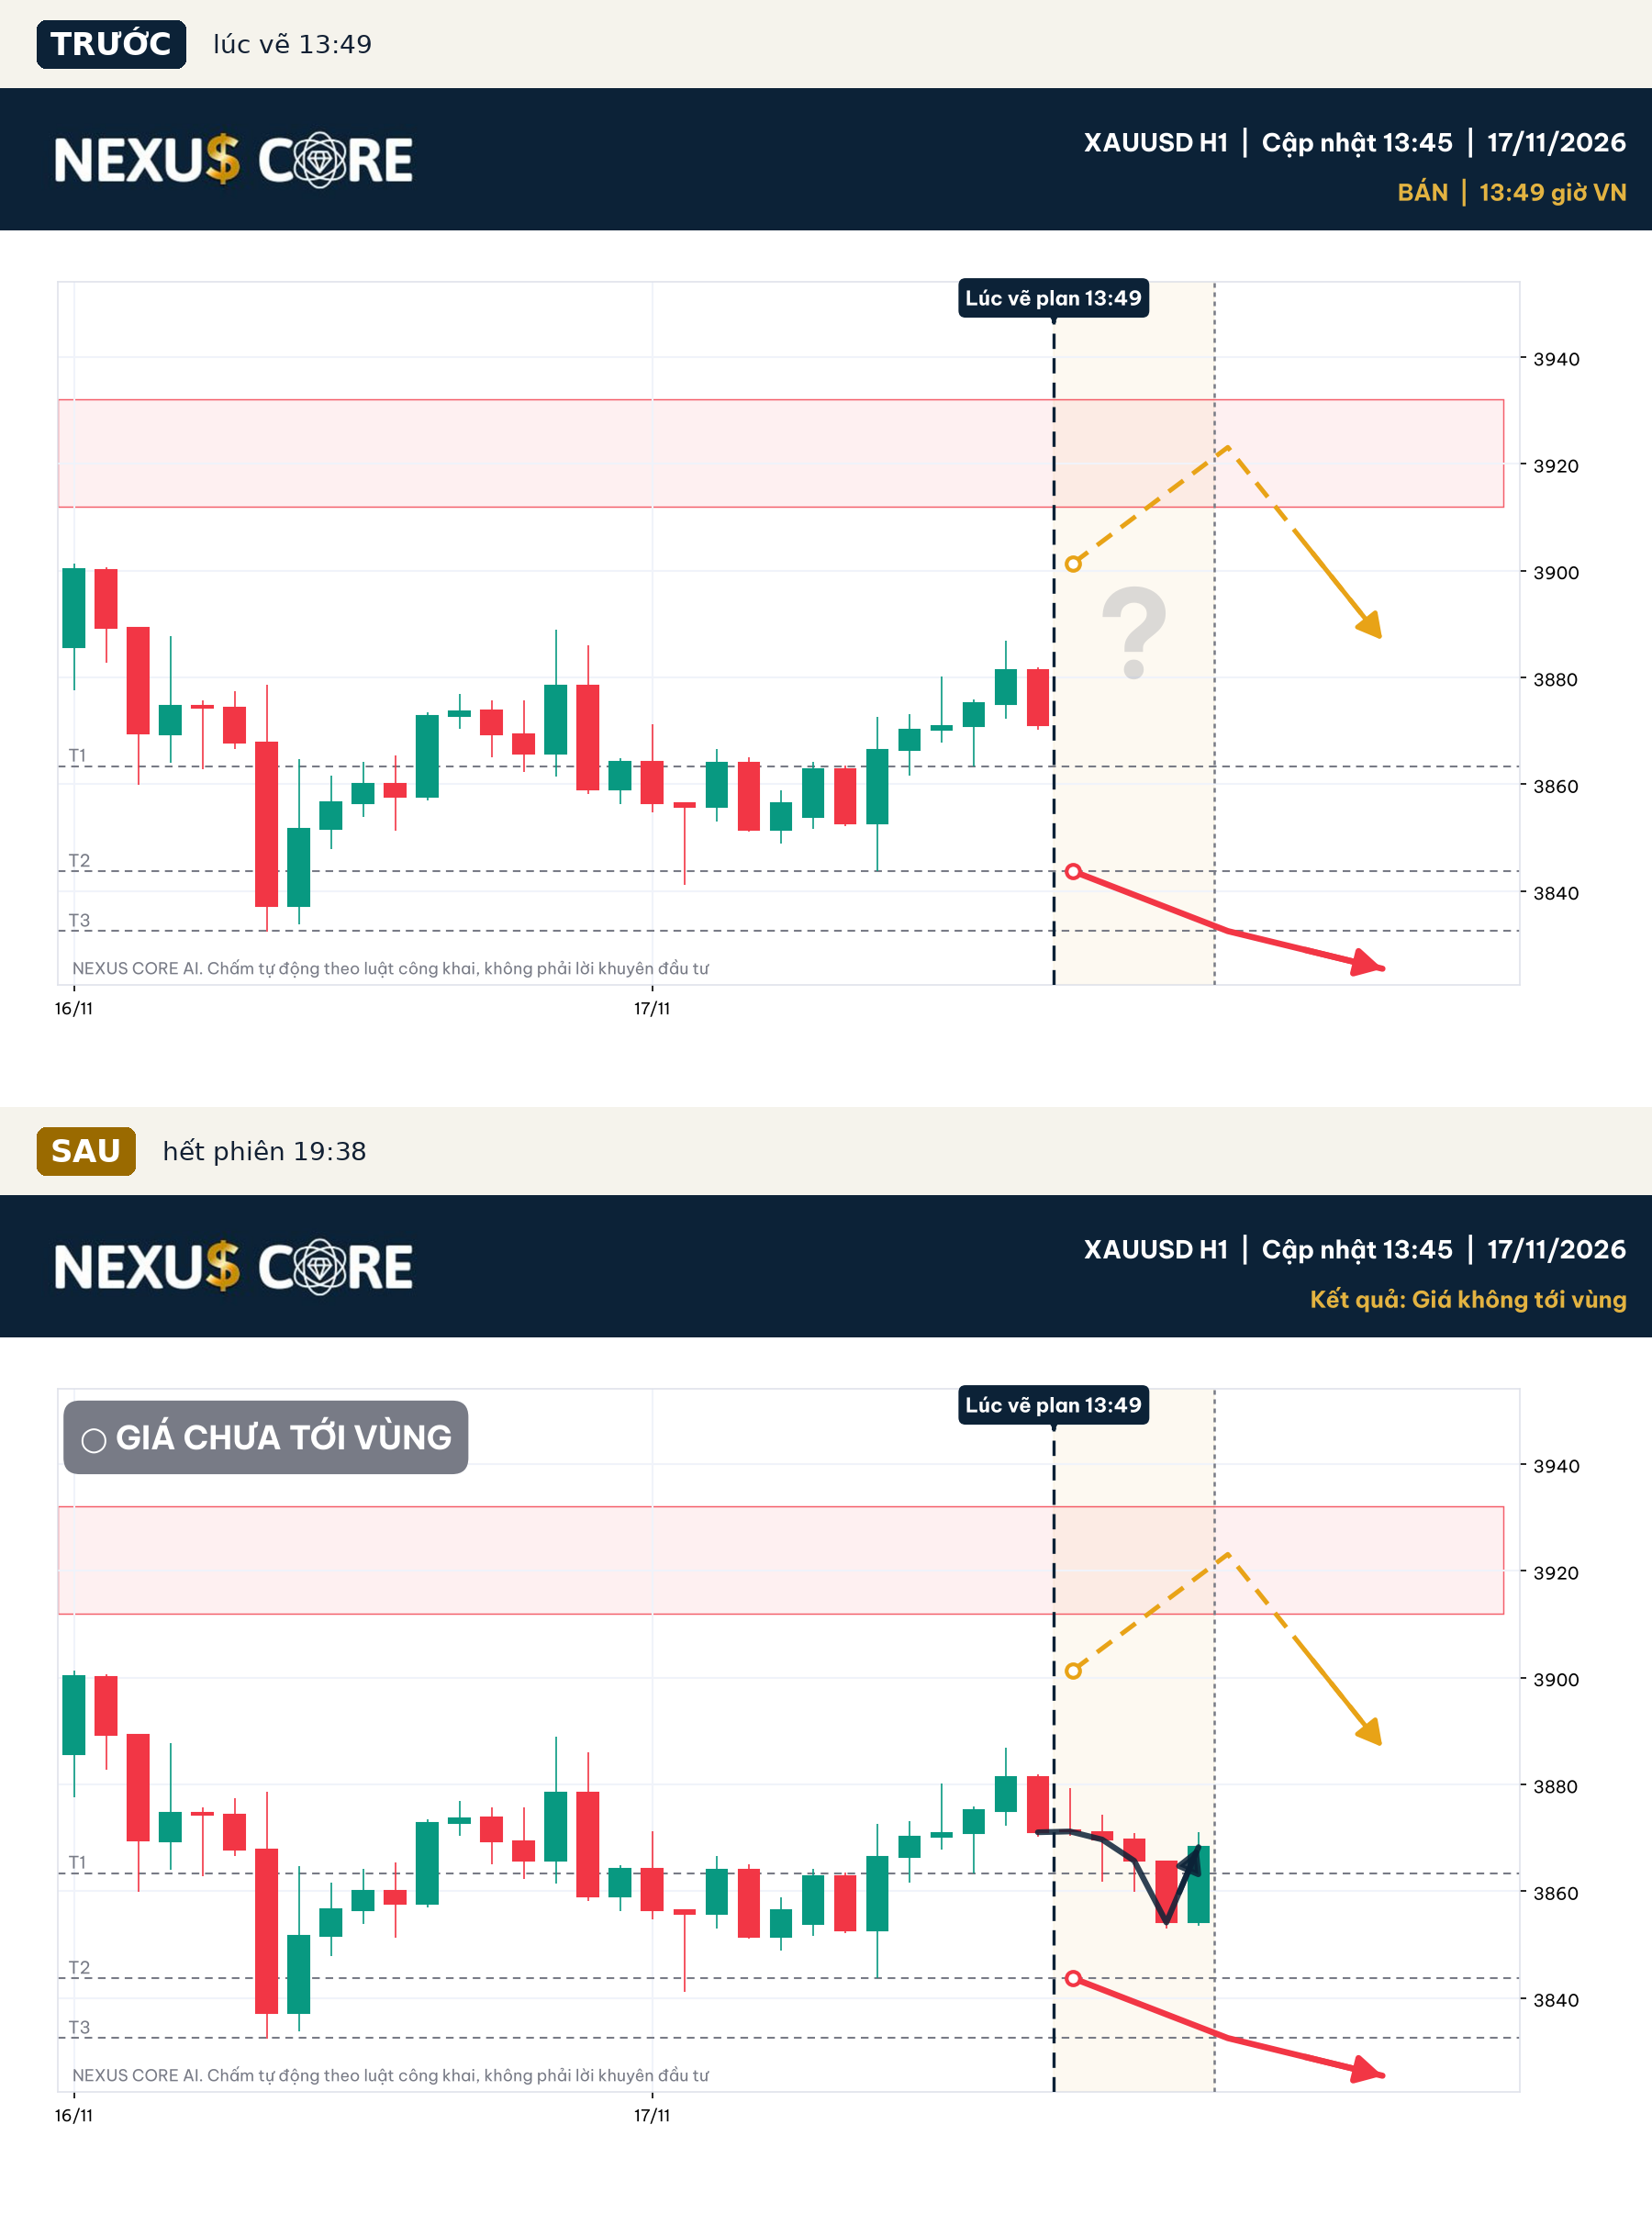 TRƯỚC lúc vẽ 13:49
NEXU$ CORE
XAUUSD H1 | Cập nhật 13:45 | 17/11/2026
BÁN | 13:49 giờ VN
Lúc vẽ plan 13:49
3940
3920
3900
?
3880
T1
3860
T2
3840
T3
NEXUS CORE AI. Chấm tự động theo luật công khai, không phải lời khuyên đầu tư
16/11 17/11
SAU hết phiên 19:38
NEXU$ CORE
XAUUSD H1 | Cập nhật 13:45 | 17/11/2026
Kết quả: Giá không tới vùng
Lúc vẽ plan 13:49
○ GIÁ CHƯA TỚI VÙNG
3940
3920
3900
3880
T1
3860
T2
3840
T3
NEXUS CORE AI. Chấm tự động theo luật công khai, không phải lời khuyên đầu tư
16/11 17/11